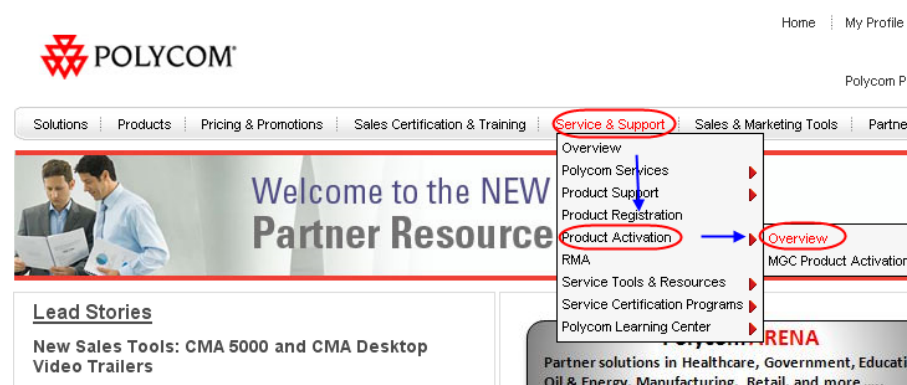 Home My Profile
POLYCOM
Polycom P
Solutions Products Pricing & Promotions Sales Certification & Training Service & Support Sales & Marketing Tools Partne
Overview
Polycom Services
Product Support
Product Registration
Product Activation
RMA
Service Tools & Resources
Service Certification Programs
Polycom Learning Center
Overview
MGC Product Activation
Welcome to the NEW
Partner Resource
Lead Stories
New Sales Tools: CMA 5000 and CMA Desktop
Video Trailers
ARENA
Partner solutions in Healthcare, Government, Educati
Oil & Energy, Manufacturing, Retail, and more